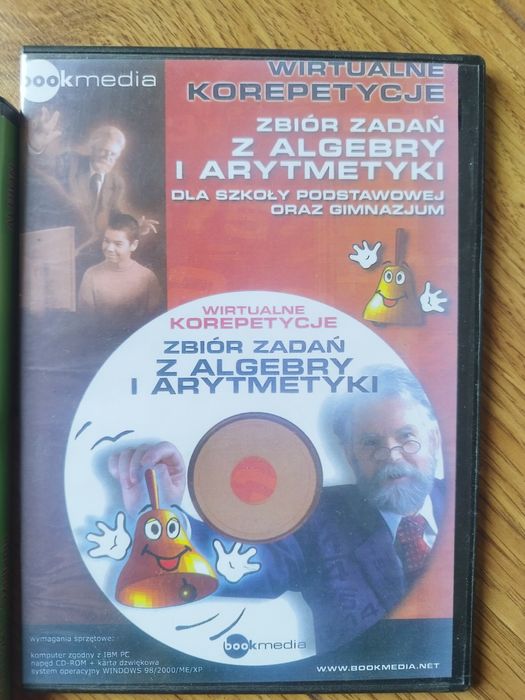 bookmedia
WIRTUALNE
KOREPETYCJE
ZBIÓR ZADAŃ
Z ALGEBRY
I ARYTMETYKI
DLA SZKOŁY PODSTAWOWEJ
ORAZ GIMNAZJUM
WIRTUALNE
KOREPETYCJE
ZBIÓR ZADAŃ
Z ALGEBRY
I ARYTMETYKI
bookmedia
wymagania sprzętowe:
komputer zgodny z IBM PC
napęd CD-ROM + karta dzwiękowa
system operacyjny WINDOWS 98/2000/ME/XP
WWW.BOOKMEDIA.NET